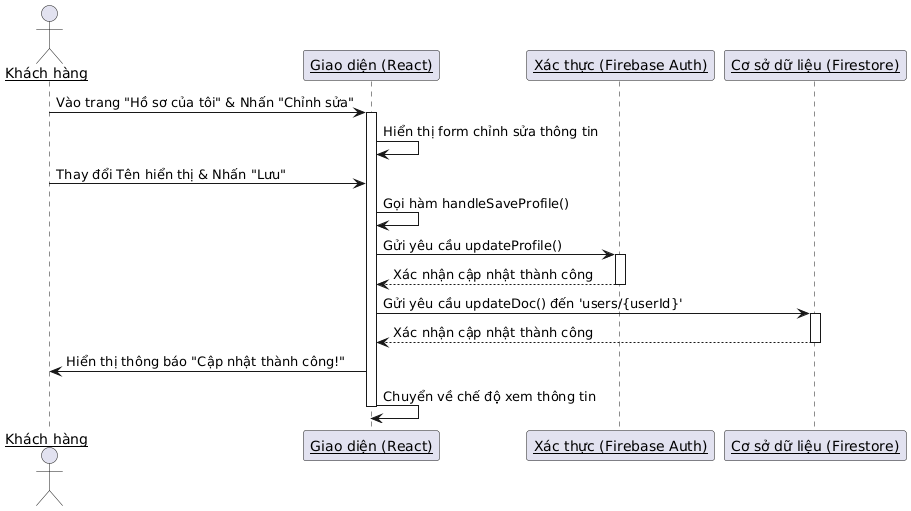 Khách hàng
Giao diện (React)
Xác thực (Firebase Auth)
Cơ sở dữ liệu (Firestore)
Vào trang "Hồ sơ của tôi" & Nhấn "Chỉnh sửa"
Hiển thị form chỉnh sửa thông tin
Thay đổi Tên hiển thị & Nhấn "Lưu"
Gọi hàm handleSaveProfile()
Gửi yêu cầu updateProfile()
Xác nhận cập nhật thành công
Gửi yêu cầu updateDoc() đến 'users/{userId}'
Xác nhận cập nhật thành công
Hiển thị thông báo "Cập nhật thành công!"
Chuyển về chế độ xem thông tin
Khách hàng
Giao diện (React)
Xác thực (Firebase Auth)
Cơ sở dữ liệu (Firestore)